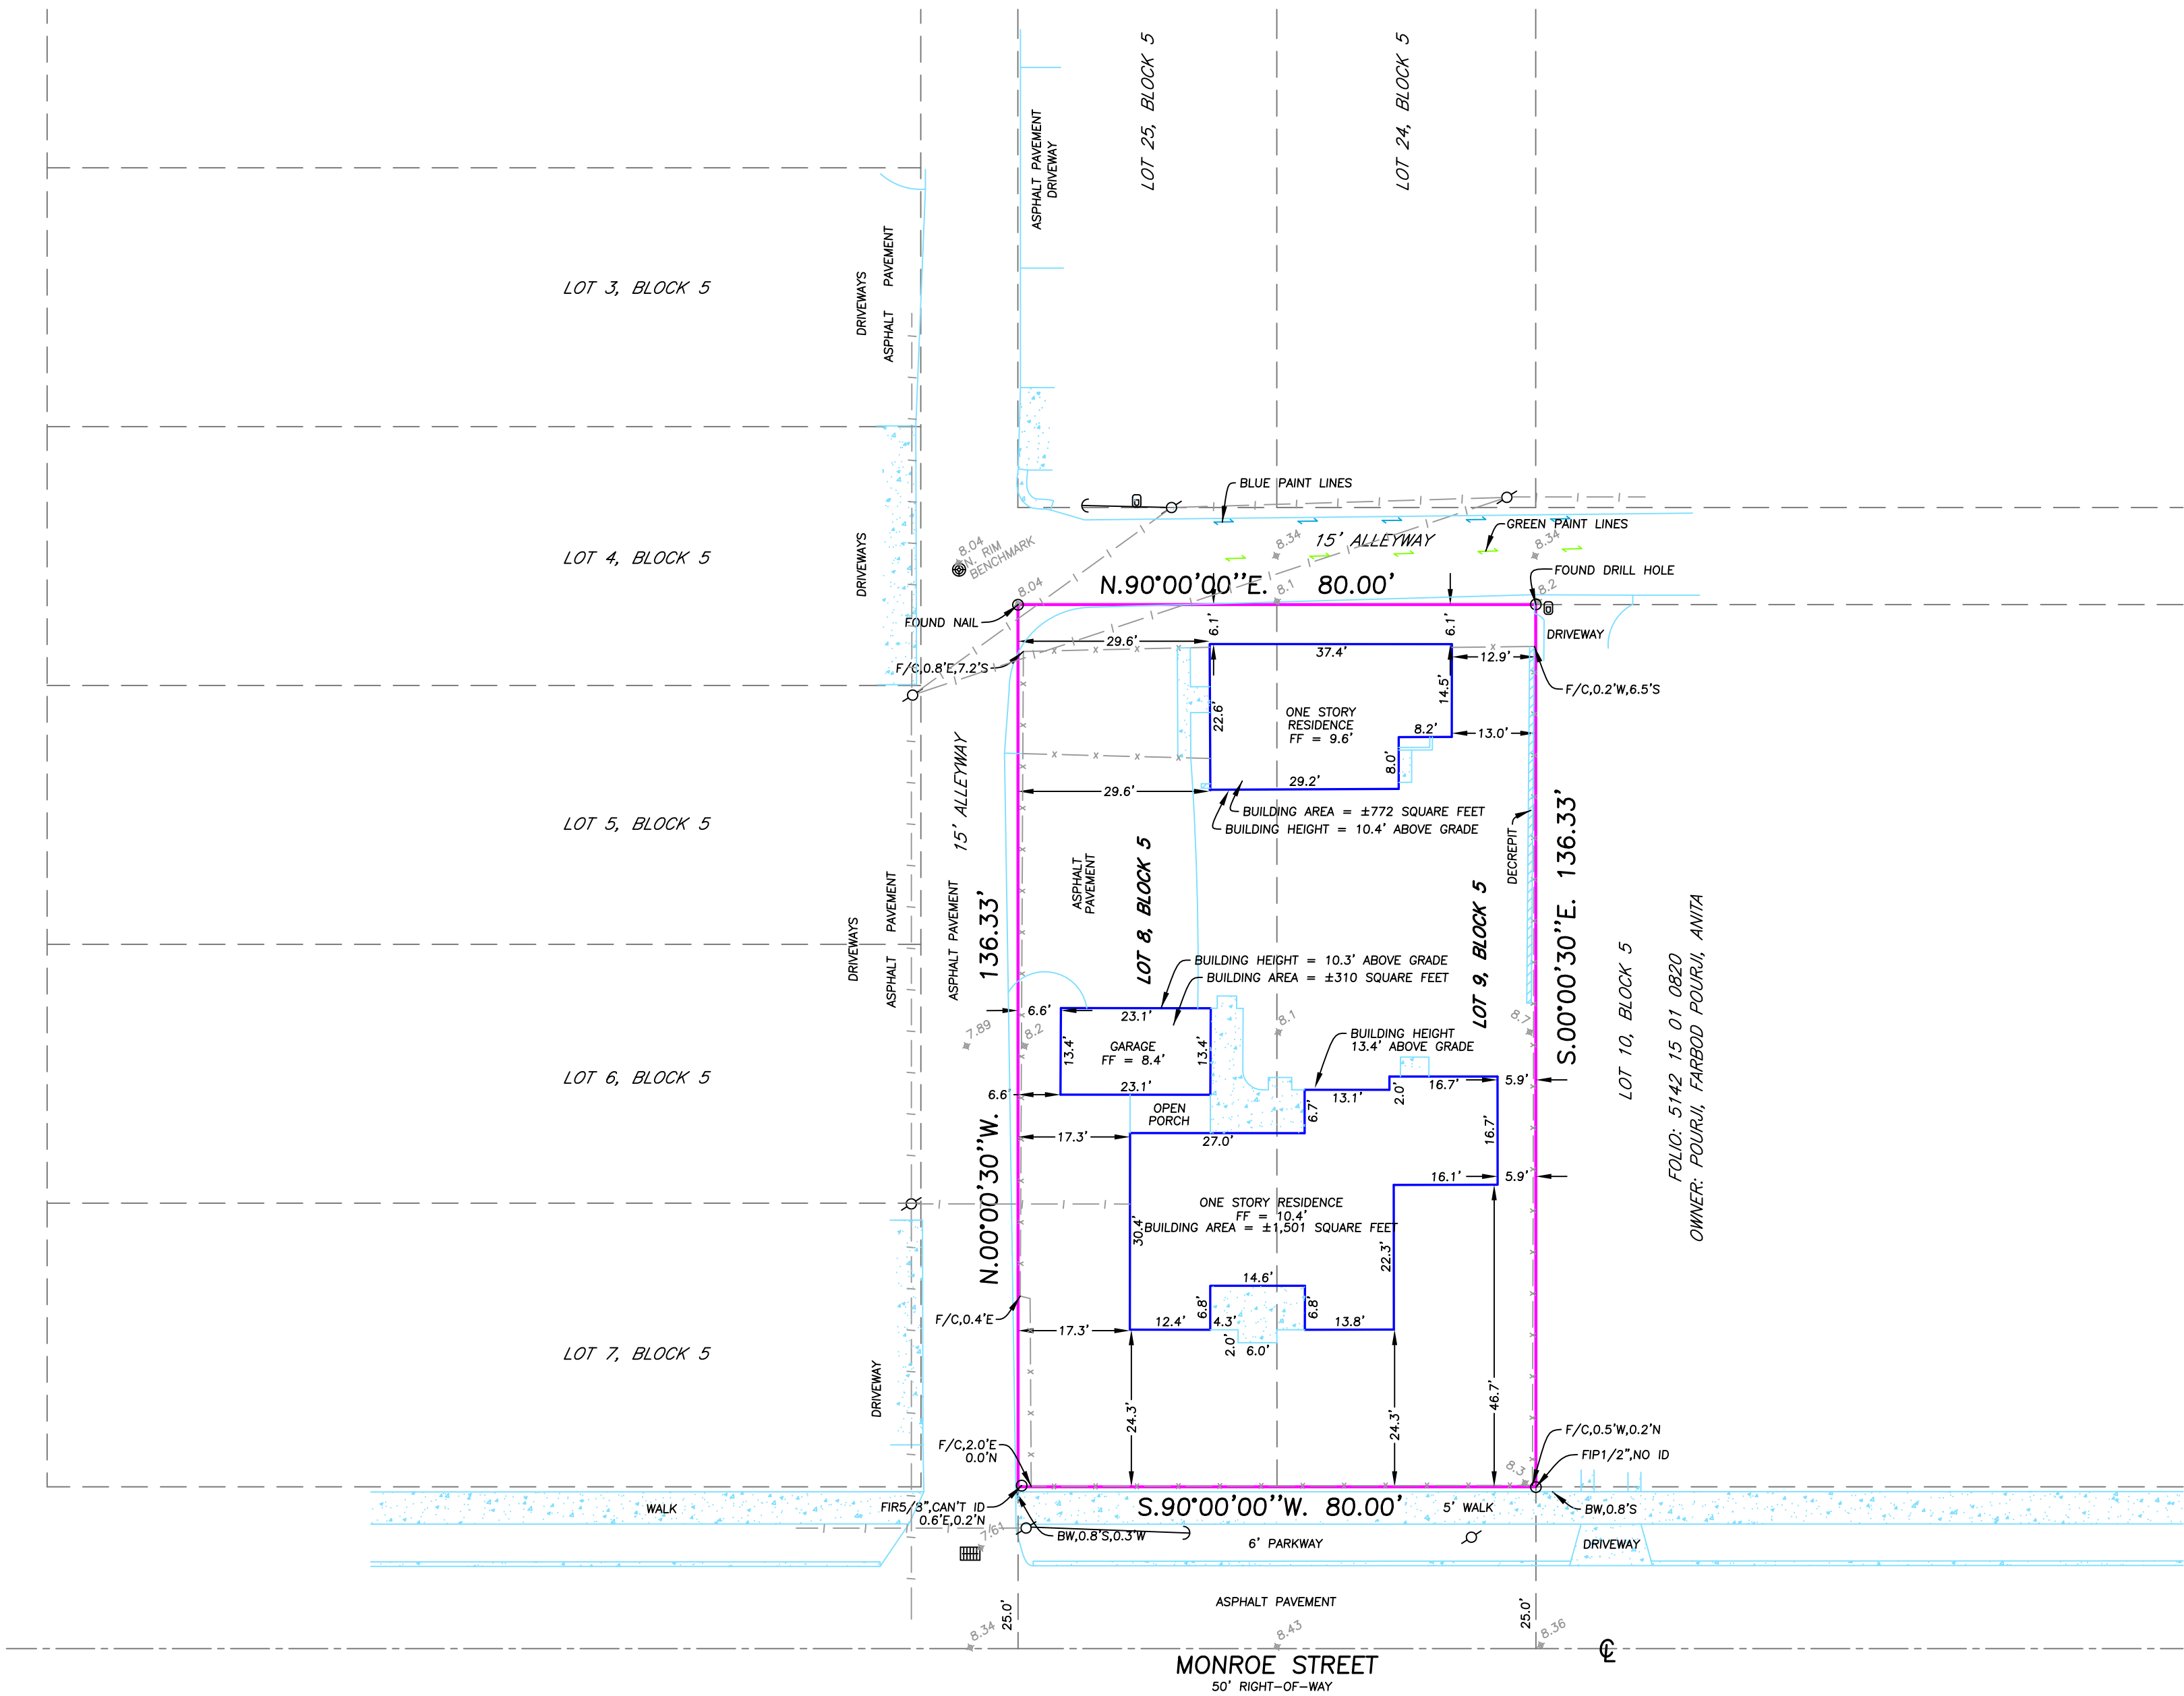 LOT 25, BLOCK 5
LOT 24, BLOCK 5
ASPHALT PAVEMENT
DRIVEWAY
LOT 3, BLOCK 5
DRIVEWAYS
ASPHALT PAVEMENT
LOT 4, BLOCK 5
DRIVEWAYS
BLUE PAINT LINES
GREEN PAINT LINES
15' ALLEYWAY
8.34
8.34
8.04
N. RIM
BENCHMARK
8.04
8.1
8.2
N.90°00'00"E. 80.00'
FOUND DRILL HOLE
FOUND NAIL
DRIVEWAY
F/C,0.8'E,7.2'S
F/C,0.2'W,6.5'S
29.6'
6.1'
6.1'
37.4'
12.9'
22.6'
14.5'
ONE STORY
RESIDENCE
FF = 9.6'
8.2'
13.0'
8.0'
29.2'
29.6'
BUILDING AREA = ±772 SQUARE FEET
BUILDING HEIGHT = 10.4' ABOVE GRADE
LOT 5, BLOCK 5
15' ALLEYWAY
DRIVEWAYS
ASPHALT PAVEMENT
ASPHALT PAVEMENT
N.00°00'30"W. 136.33'
ASPHALT
PAVEMENT
LOT 8, BLOCK 5
LOT 9, BLOCK 5
DECREPIT
S.00°00'30"E. 136.33'
LOT 10, BLOCK 5
FOLIO: 5142 15 01 0820
OWNER: POURJI, FARBOD POURJI, ANITA
BUILDING HEIGHT = 10.3' ABOVE GRADE
BUILDING AREA = ±310 SQUARE FEET
6.6'
23.1'
7.89
8.2
8.1
8.7
13.4'
GARAGE
FF = 8.4'
13.4'
23.1'
6.6'
BUILDING HEIGHT
13.4' ABOVE GRADE
LOT 6, BLOCK 5
OPEN
PORCH
6.7'
13.1'
2.0'
16.7'
5.9'
17.3'
27.0'
16.7'
16.1'
5.9'
ONE STORY RESIDENCE
FF = 10.4'
BUILDING AREA = ±1,501 SQUARE FEET
30.4'
22.3'
14.6'
6.8'
6.8'
12.4'
4.3'
13.8'
2.0'
6.0'
17.3'
F/C,0.4'E
LOT 7, BLOCK 5
DRIVEWAY
24.3'
24.3'
46.7'
F/C,2.0'E
0.0'N
F/C,0.5'W,0.2'N
FIP1/2",NO ID
8.3
FIR5/8",CAN'T ID
0.6'E,0.2'N
WALK
S.90°00'00"W. 80.00'
5' WALK
BW,0.8'S
7.61
BW,0.8'S,0.3'W
6' PARKWAY
DRIVEWAY
ASPHALT PAVEMENT
25.0'
25.0'
8.34
8.43
8.36
MONROE STREET
50' RIGHT-OF-WAY